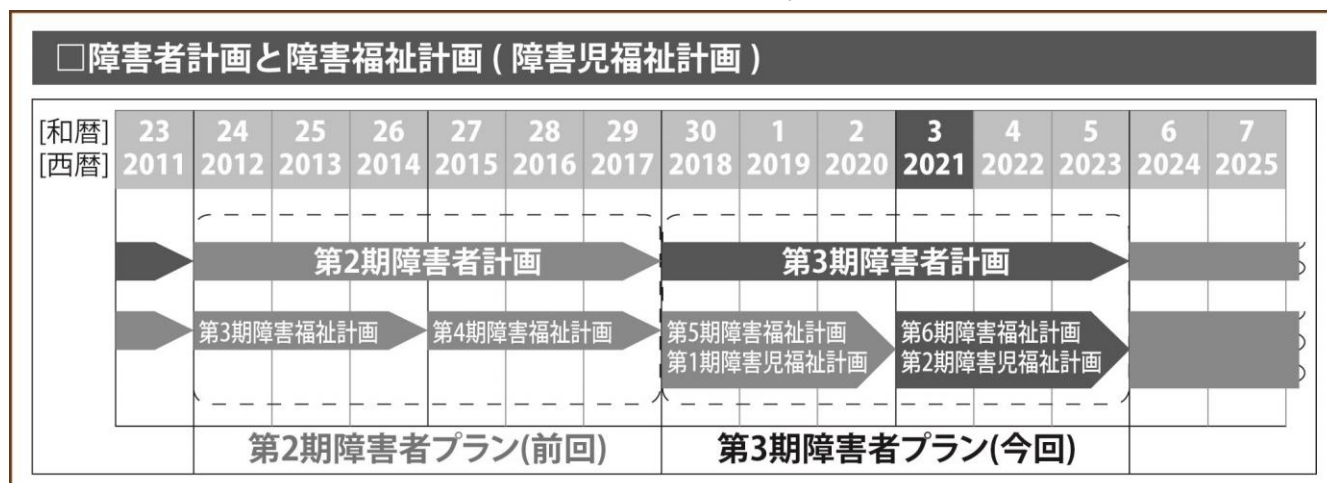 □障害者計画と障害福祉計画 ( 障害児福祉計画 )
[和暦] 23 24 25 26 27 28 29 30 1 2 3 4 5 6 7
[西暦] 2011 2012 2013 2014 2015 2016 2017 2018 2019 2020 2021 2022 2023 2024 2025
第2期障害者計画 第3期障害者計画
第3期障害福祉計画 第4期障害福祉計画 第5期障害福祉計画 第6期障害福祉計画
第1期障害児福祉計画 第2期障害児福祉計画
第2期障害者プラン(前回) 第3期障害者プラン(今回)